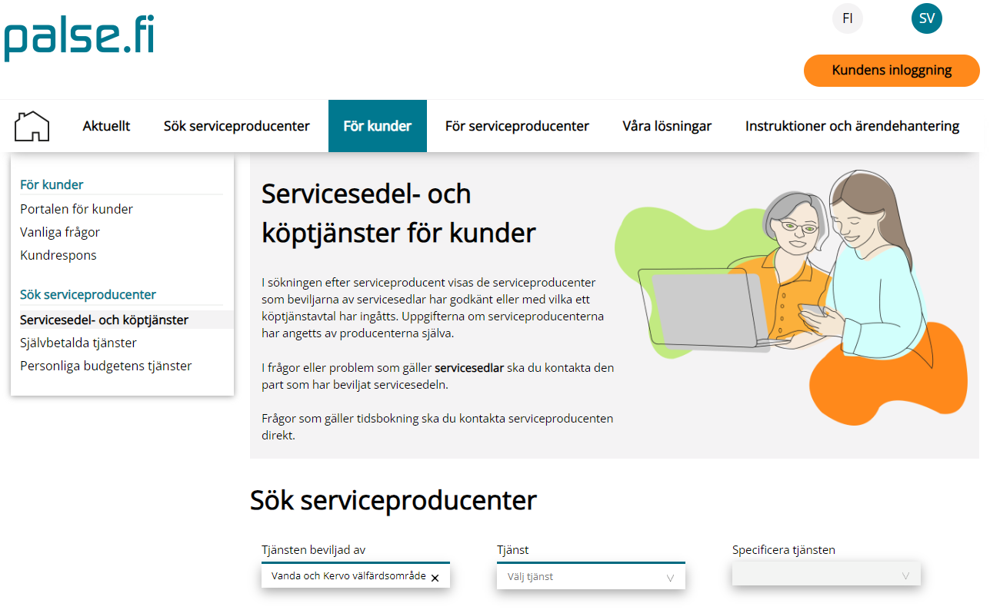 palse.fi
FI
SV
Kundens inloggning
Aktuellt
Sök serviceproducenter
För kunder
För serviceproducenter
Våra lösningar
Instruktioner och ärendehantering
För kunder
Portalen för kunder
Vanliga frågor
Kundrespons
Sök serviceproducenter
Servicesedel- och köptjänster
Självbetalda tjänster
Personliga budgetens tjänster
Servicesedel- och
köptjänster för kunder
I sökningen efter serviceproducent visas de serviceproducenter
som beviljarna av servicesedlar har godkänt eller med vilka ett
köptjänstavtal har ingåtts. Uppgifterna om serviceproducenterna
har angetts av producenterna själva.
I frågor eller problem som gäller servicesedlar ska du kontakta den
part som har beviljat servicesedeln.
Frågor som gäller tidsbokning ska du kontakta serviceproducenten
direkt.
Sök serviceproducenter
Tjänsten beviljad av
Vanda och Kervo välfärdsområde
Tjänst
Välj tjänst
Specificera tjänsten